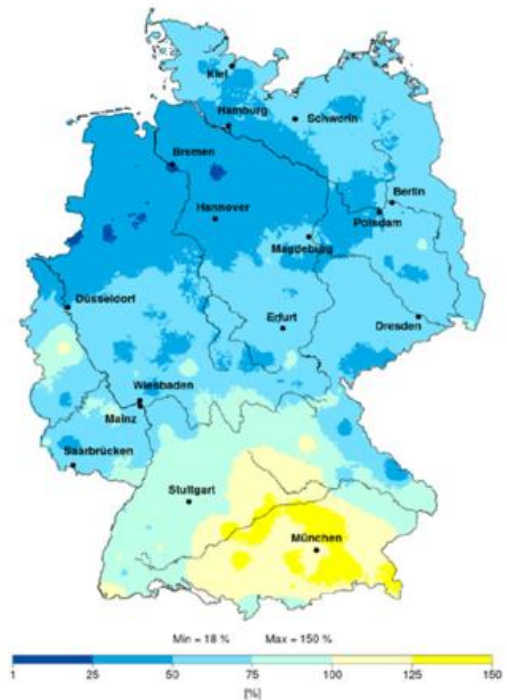 Kiel
Hamburg
Schwerin
Bremen
Berlin
Hannover
Potsdam
Magdeburg
Düsseldorf
Erfurt
Dresden
Wiesbaden
Mainz
Saarbrücken
Stuttgart
München
Min = 18 % Max = 150 %
1 25 50 75 100 125 150
[%]